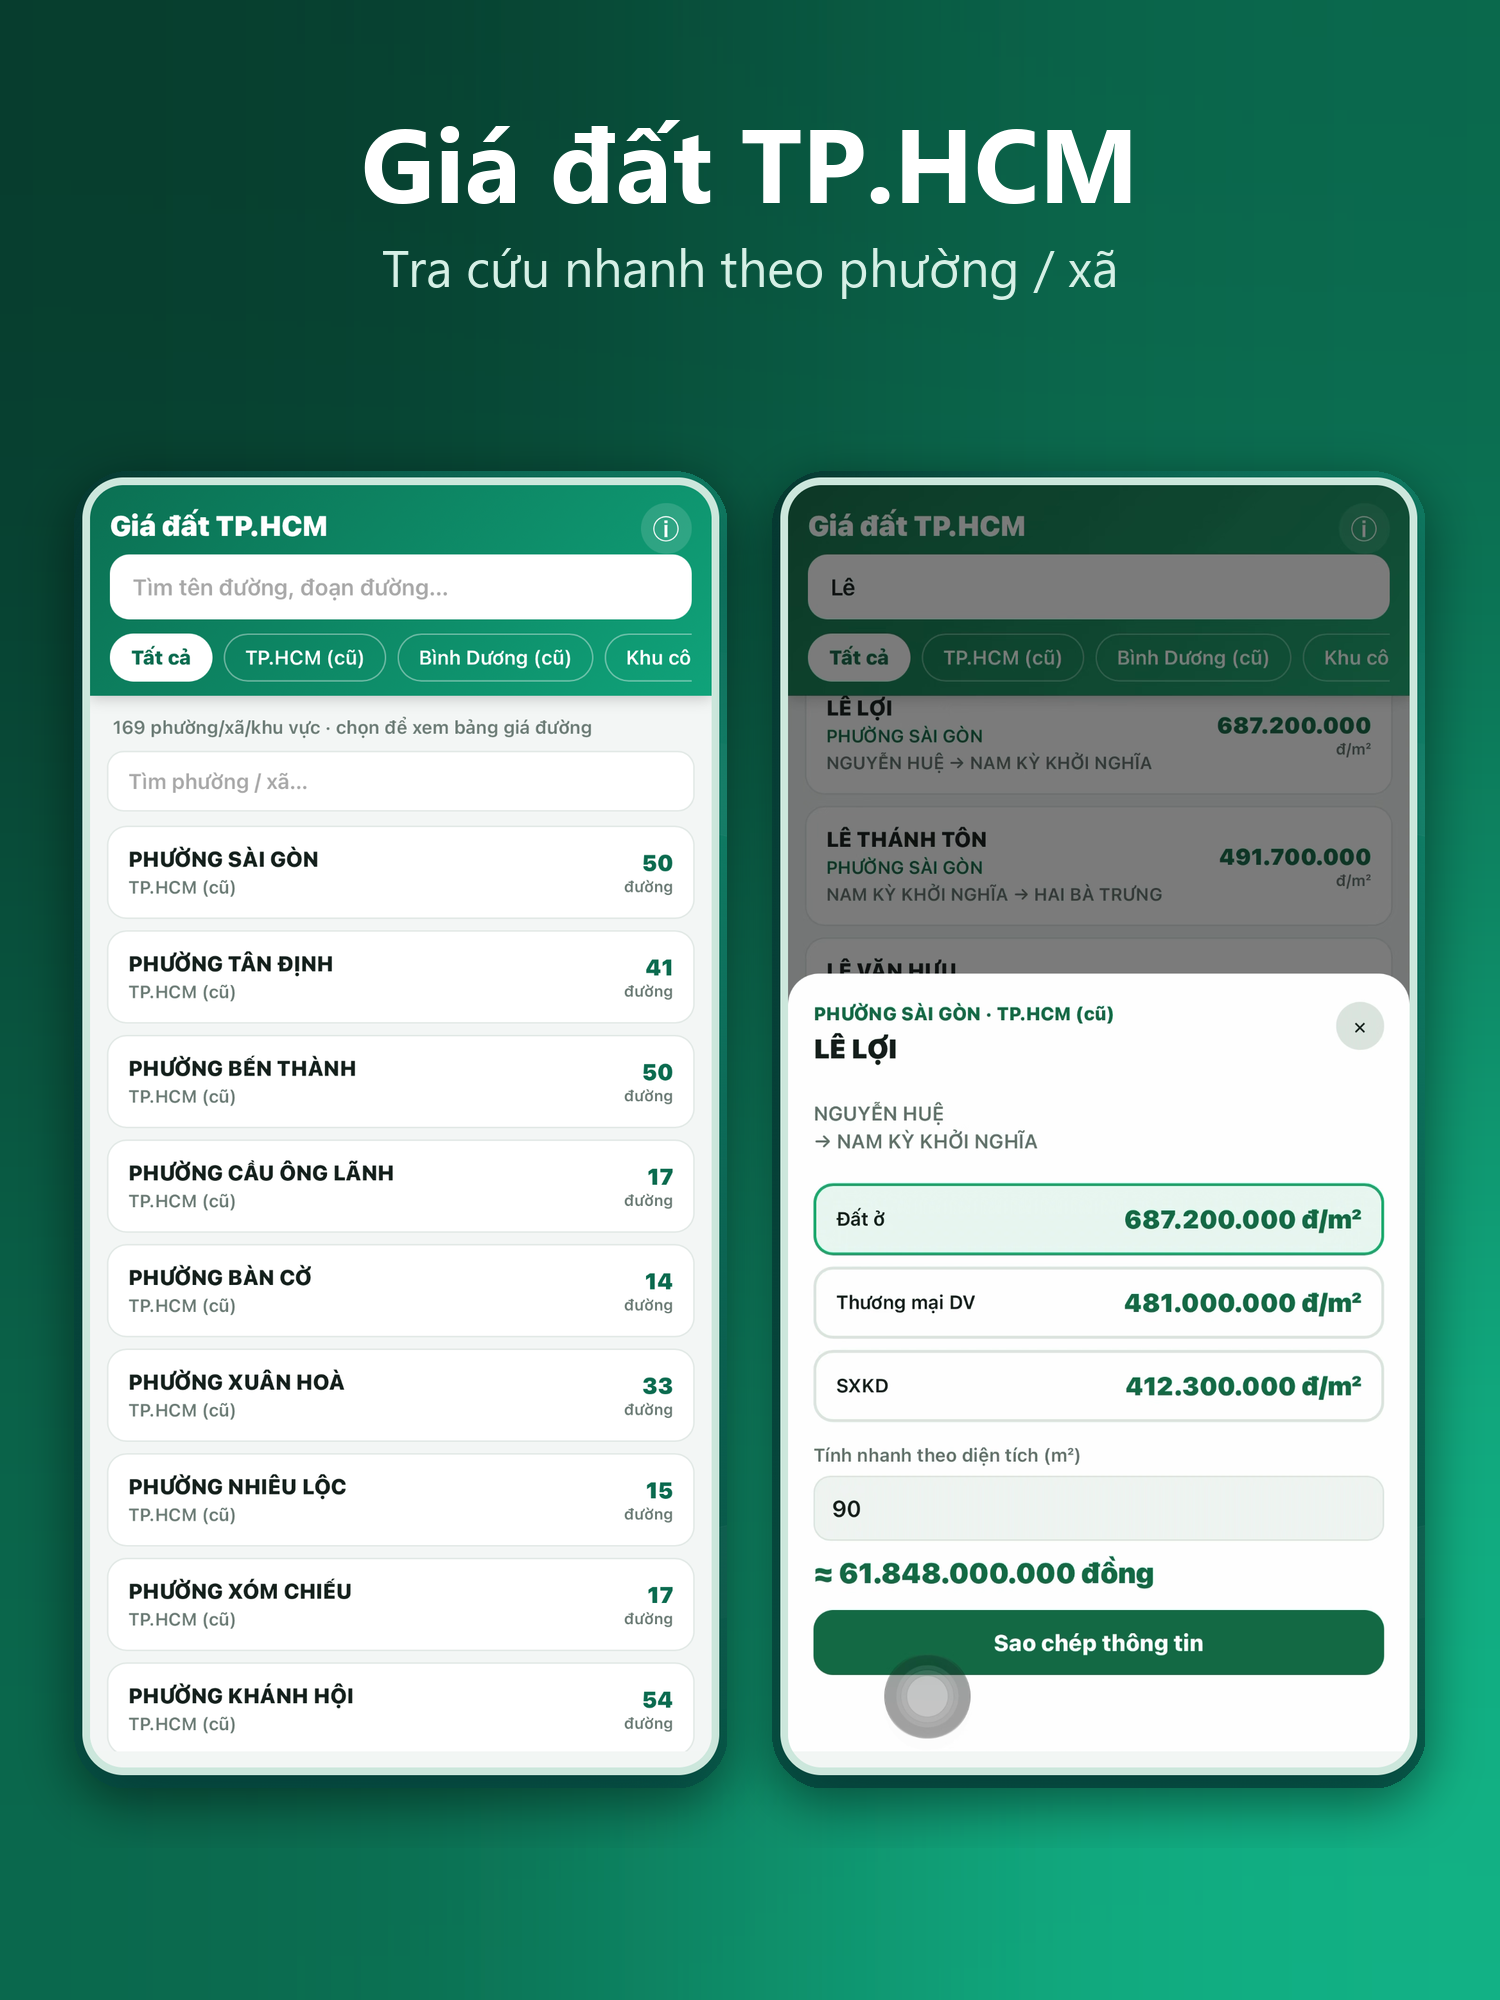 Giá đất TP.HCM
Tra cứu nhanh theo phường / xã
Giá đất TP.HCM
Tìm tên đường, đoạn đường...
Tất cả
TP.HCM (cũ)
Bình Dương (cũ)
Khu cô
169 phường/xã/khu vực · chọn để xem bảng giá đường
Tìm phường / xã...
PHƯỜNG SÀI GÒN
TP.HCM (cũ)
50
đường
PHƯỜNG TÂN ĐỊNH
TP.HCM (cũ)
41
đường
PHƯỜNG BẾN THÀNH
TP.HCM (cũ)
50
đường
PHƯỜNG CẦU ÔNG LÃNH
TP.HCM (cũ)
17
đường
PHƯỜNG BÀN CỜ
TP.HCM (cũ)
14
đường
PHƯỜNG XUÂN HOÀ
TP.HCM (cũ)
33
đường
PHƯỜNG NHIÊU LỘC
TP.HCM (cũ)
15
đường
PHƯỜNG XÓM CHIẾU
TP.HCM (cũ)
17
đường
PHƯỜNG KHÁNH HỘI
TP.HCM (cũ)
54
đường
Giá đất TP.HCM
Lê
Tất cả
TP.HCM (cũ)
Bình Dương (cũ)
Khu cô
LÊ LỢI
PHƯỜNG SÀI GÒN
NGUYỄN HUỆ → NAM KỲ KHỞI NGHĨA
687.200.000
đ/m²
LÊ THÁNH TÔN
PHƯỜNG SÀI GÒN
NAM KỲ KHỞI NGHĨA → HAI BÀ TRƯNG
491.700.000
đ/m²
LÊ VĂN HƯU
PHƯỜNG SÀI GÒN · TP.HCM (cũ)
LÊ LỢI
×
NGUYỄN HUỆ
→ NAM KỲ KHỞI NGHĨA
Đất ở
687.200.000 đ/m²
Thương mại DV
481.000.000 đ/m²
SXKD
412.300.000 đ/m²
Tính nhanh theo diện tích (m²)
90
≈ 61.848.000.000 đồng
Sao chép thông tin